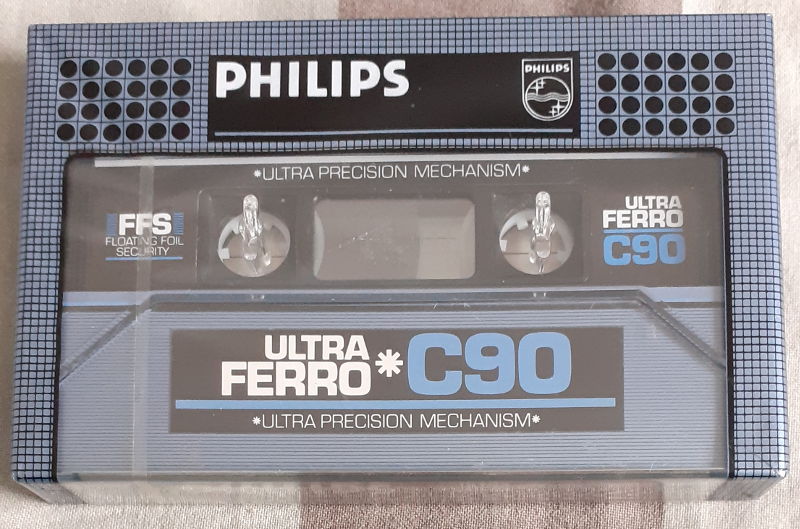 PHILIPS
PHILIPS
*ULTRA PRECISION MECHANISM*
FFS
FLOATING FOIL
SECURITY
ULTRA
FERRO
C90
ULTRA
FERRO*C90
*ULTRA PRECISION MECHANISM*